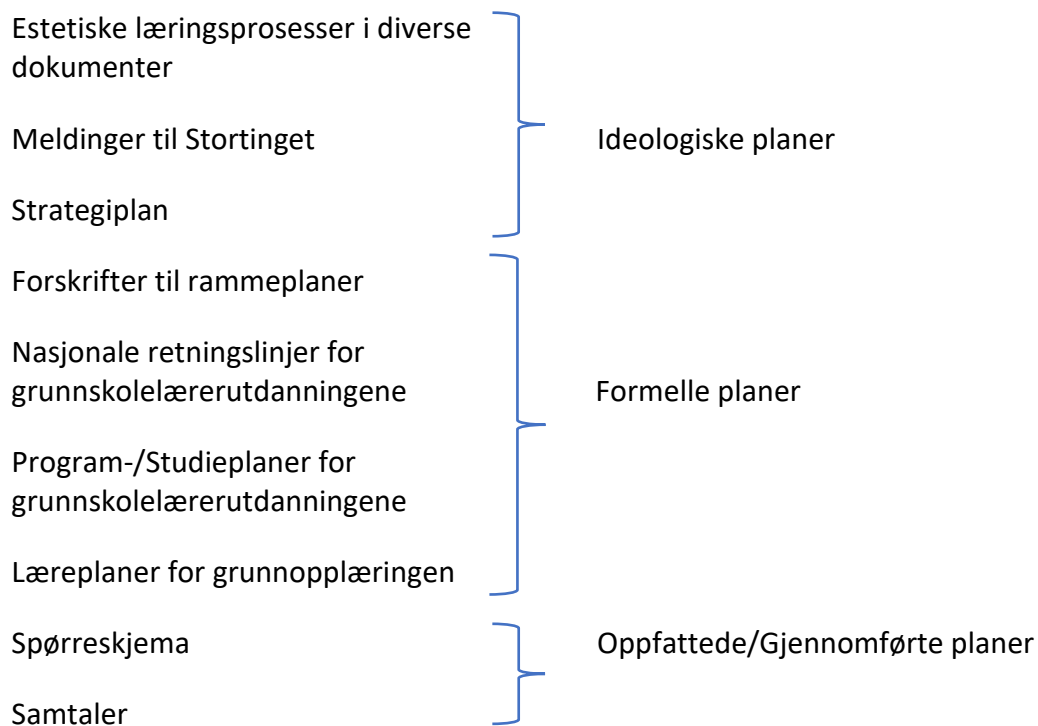 Estetiske læringsprosesser i diverse
dokumenter
Meldinger til Stortinget
Ideologiske planer
Strategiplan
Forskrifter til rammeplaner
Nasjonale retningslinjer for
grunnskolelærerutdanningene
Formelle planer
Program-/Studieplaner for
grunnskolelærerutdanningene
Læreplaner for grunnopplæringen
Spørreskjema
Oppfattede/Gjennomførte planer
Samtaler